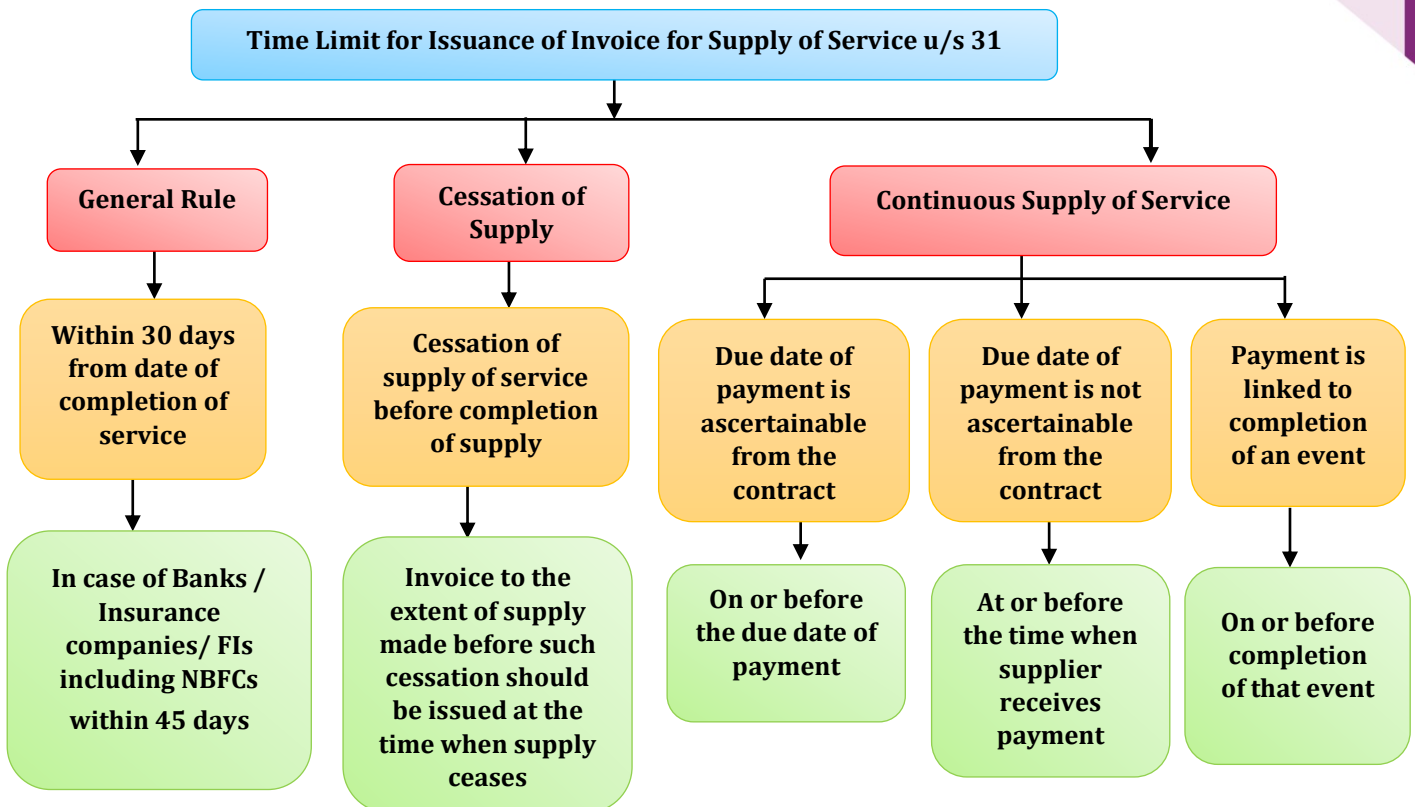 Time Limit for Issuance of Invoice for Supply of Service u/s 31
General Rule
Cessation of
Supply
Continuous Supply of Service
Within 30 days
from date of
completion of
service
Cessation of
supply of service
before completion
of supply
Due date of
payment is
ascertainable
from the
contract
Due date of
payment is not
ascertainable
from the
contract
Payment is
linked to
completion
of an event
In case of Banks /
Insurance
companies/ FIs
including NBFCs
within 45 days
Invoice to the
extent of supply
made before such
cessation should
be issued at the
time when supply
ceases
On or before
the due date of
payment
At or before
the time when
supplier
receives
payment
On or before
completion
of that event